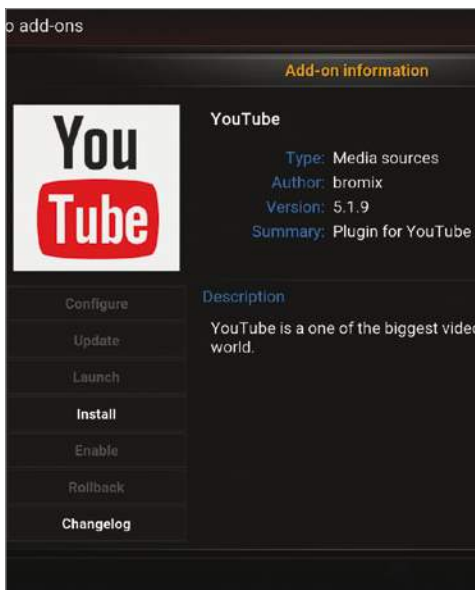 o add-ons
Add-on information
You
Tube
YouTube
Type: Media sources
Author: bromix
Version: 5.1.9
Summary: Plugin for YouTube
Configure
Update
Launch
Install
Enable
Rollback
Changelog
Description
YouTube is a one of the biggest vide
world.